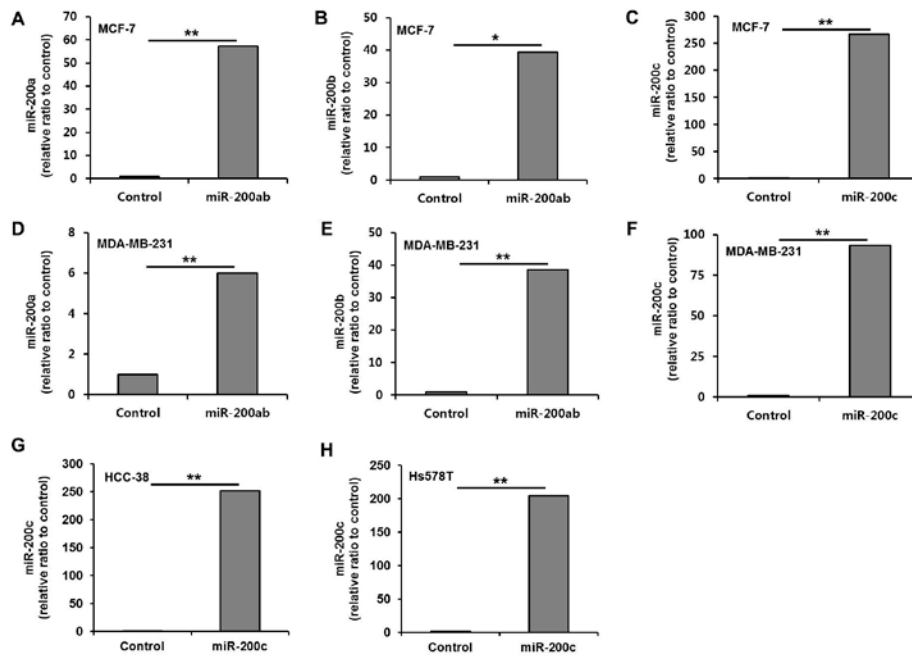 A
MCF-7
**
miR-200a
(relative ratio to control)
70
60
50
40
30
20
10
0
Control
miR-200ab
B
MCF-7
*
miR-200b
(relative ratio to control)
50
40
30
20
10
0
Control
miR-200ab
C
MCF-7
**
miR-200c
(relative ratio to control)
300
250
200
150
100
50
0
Control
miR-200c
D
MDA-MB-231
**
miR-200a
(relative ratio to control)
8
6
4
2
0
Control
miR-200ab
E
MDA-MB-231
**
miR-200b
(relative ratio to control)
50
40
30
20
10
0
Control
miR-200ab
F
MDA-MB-231
**
miR-200c
(relative ratio to control)
100
75
50
25
0
Control
miR-200c
G
HCC-38
**
miR-200c
(relative ratio to control)
300
250
200
150
100
50
0
Control
miR-200c
H
Hs578T
**
miR-200c
(relative ratio to control)
250
200
150
100
50
0
Control
miR-200c